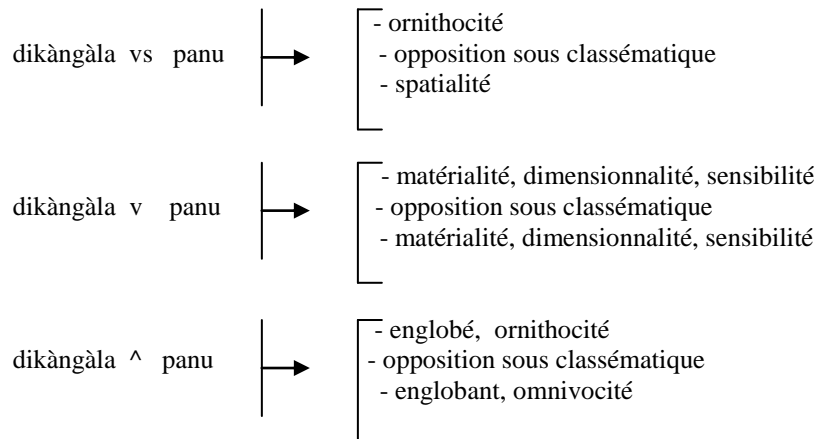 - ornithocité
dikàngàla vs panu - opposition sous classématique
- spatialité
- matérialité, dimensionnalité, sensibilité
dikàngàla v panu - opposition sous classématique
- matérialité, dimensionnalité, sensibilité
- englobé, ornithocité
dikàngàla ^ panu - opposition sous classématique
- englobant, omnivocité